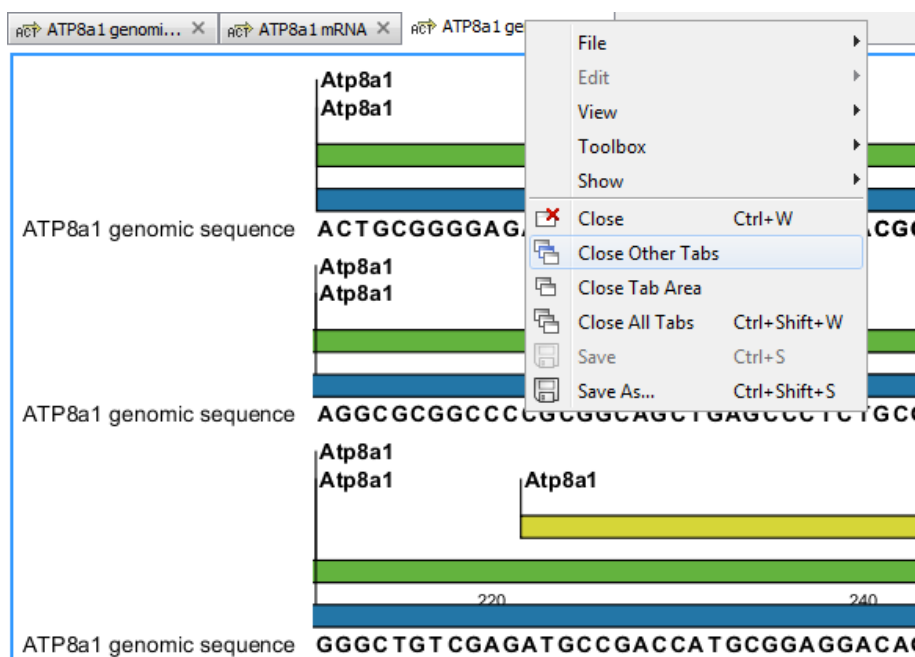 ATP8a1 genomi... ATP8a1 mRNA ATP8a1 ge
File
Edit
View
Toolbox
Show
Close Ctrl+W
Close Other Tabs
Close Tab Area
Close All Tabs Ctrl+Shift+W
Save Ctrl+S
Save As... Ctrl+Shift+S
Atp8a1
Atp8a1
ATP8a1 genomic sequence ACTGCGGGGAG
Atp8a1
Atp8a1
ATP8a1 genomic sequence AGGCGCGGCCCCGCGGCAGCTGAGCCCTCTGC
Atp8a1
Atp8a1 Atp8a1
220 240
ATP8a1 genomic sequence GGGCTGTCGAGATGCCGACCATGCGGAGGACA